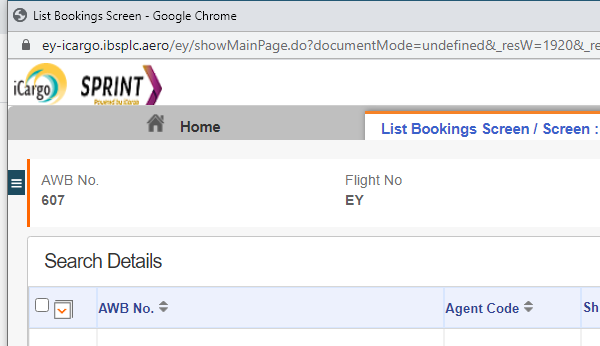 List Bookings Screen - Google Chrome
ey-icargo.ibsplc.aero/ey/showMainPage.do?documentMode=undefined&_resW=1920&_re
iCargo SPRINT
Powered by iCargo
Home List Bookings Screen / Screen :
AWB No. Flight No
607 EY
Search Details
AWB No. Agent Code Sh